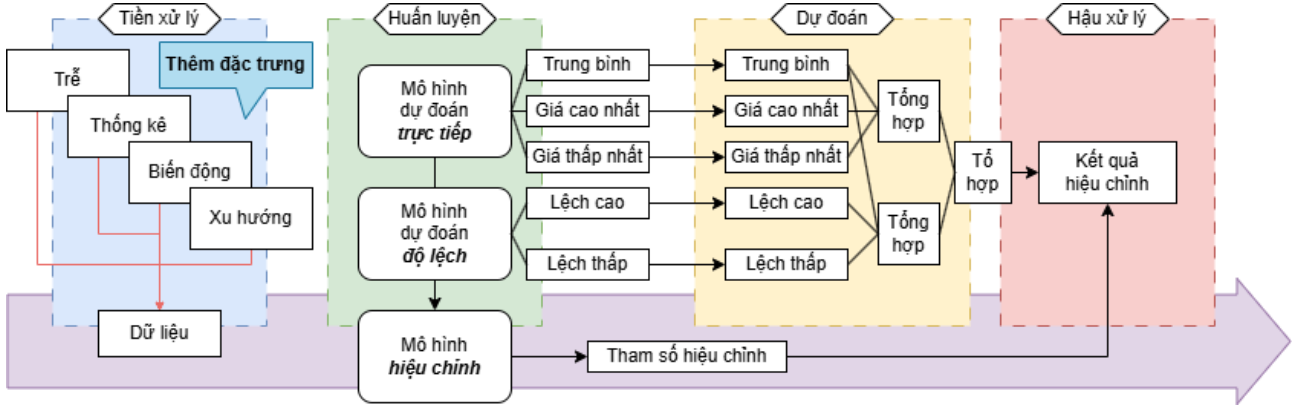 Tiền xử lý
Trễ
Thêm đặc trưng
Thống kê
Biến động
Xu hướng
Dữ liệu
Huấn luyện
Mô hình
dự đoán
trực tiếp
Mô hình
dự đoán
độ lệch
Mô hình
hiệu chỉnh
Trung bình
Giá cao nhất
Giá thấp nhất
Lệch cao
Lệch thấp
Tham số hiệu chỉnh
Dự đoán
Trung bình
Giá cao nhất
Giá thấp nhất
Lệch cao
Lệch thấp
Tổng
hợp
Tổng
hợp
Tổ
hợp
Hậu xử lý
Kết quả
hiệu chỉnh